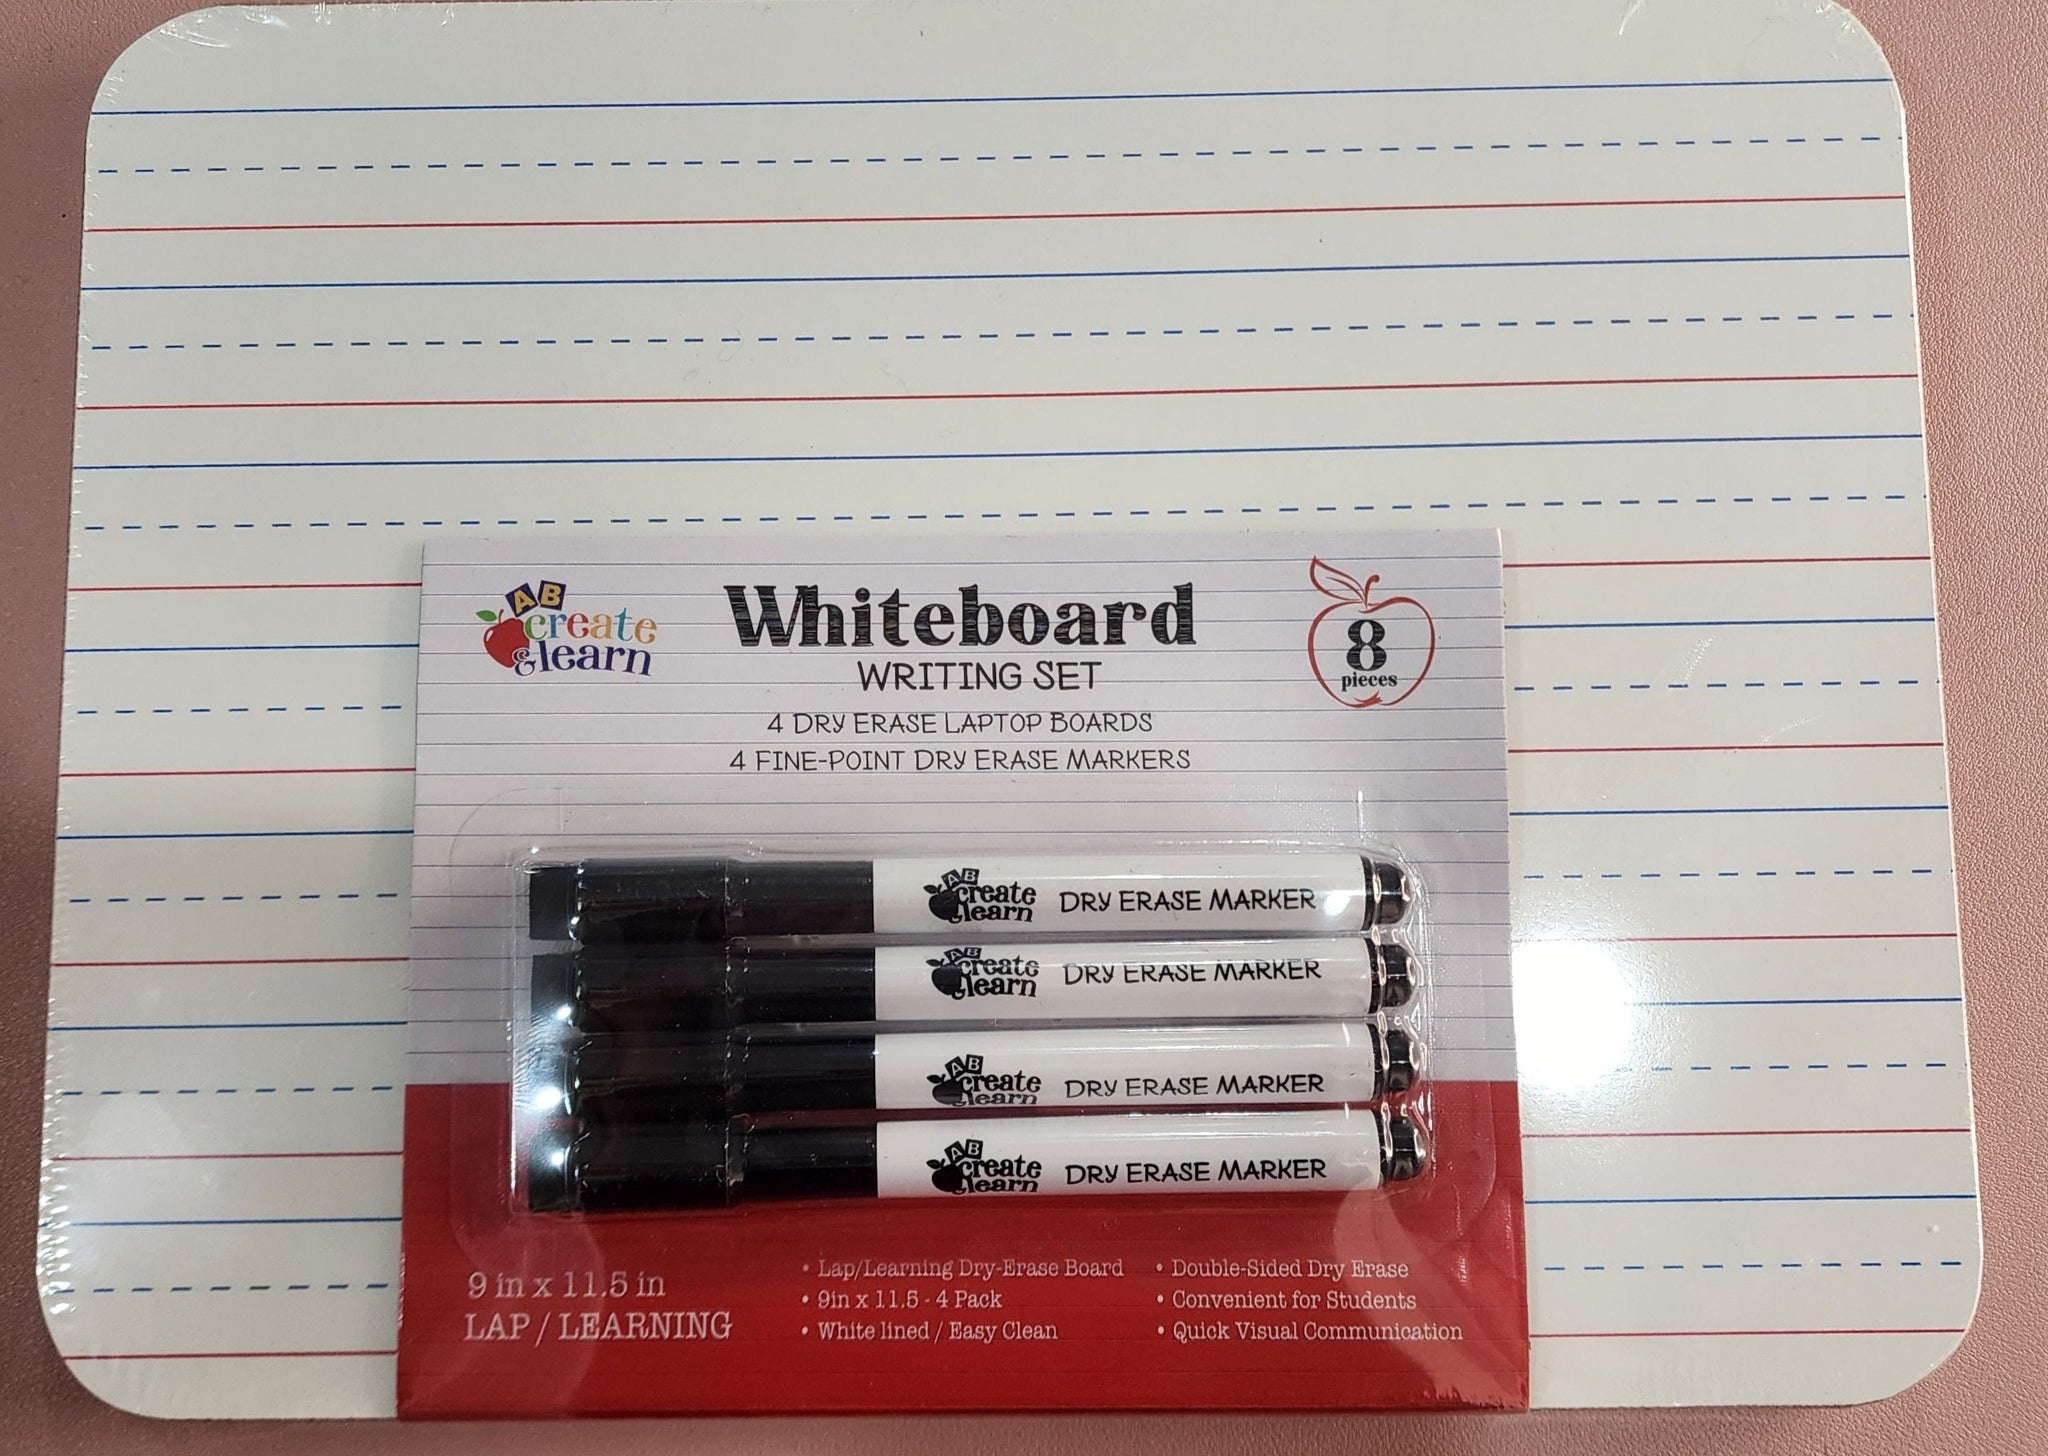 AB
create
& learn
Whiteboard
WRITING SET
8
pieces
4 DRY ERASE LAPTOP BOARDS
4 FINE-POINT DRY ERASE MARKERS
AB
create
& learn
DRY ERASE MARKER
AB
create
& learn
DRY ERASE MARKER
AB
create
& learn
DRY ERASE MARKER
AB
create
& learn
DRY ERASE MARKER
9 in x 11.5 in
LAP / LEARNING
• Lap/Learning Dry-Erase Board
• 9in x 11.5 - 4 Pack
• White lined / Easy Clean
• Double-Sided Dry Erase
• Convenient for Students
• Quick Visual Communication